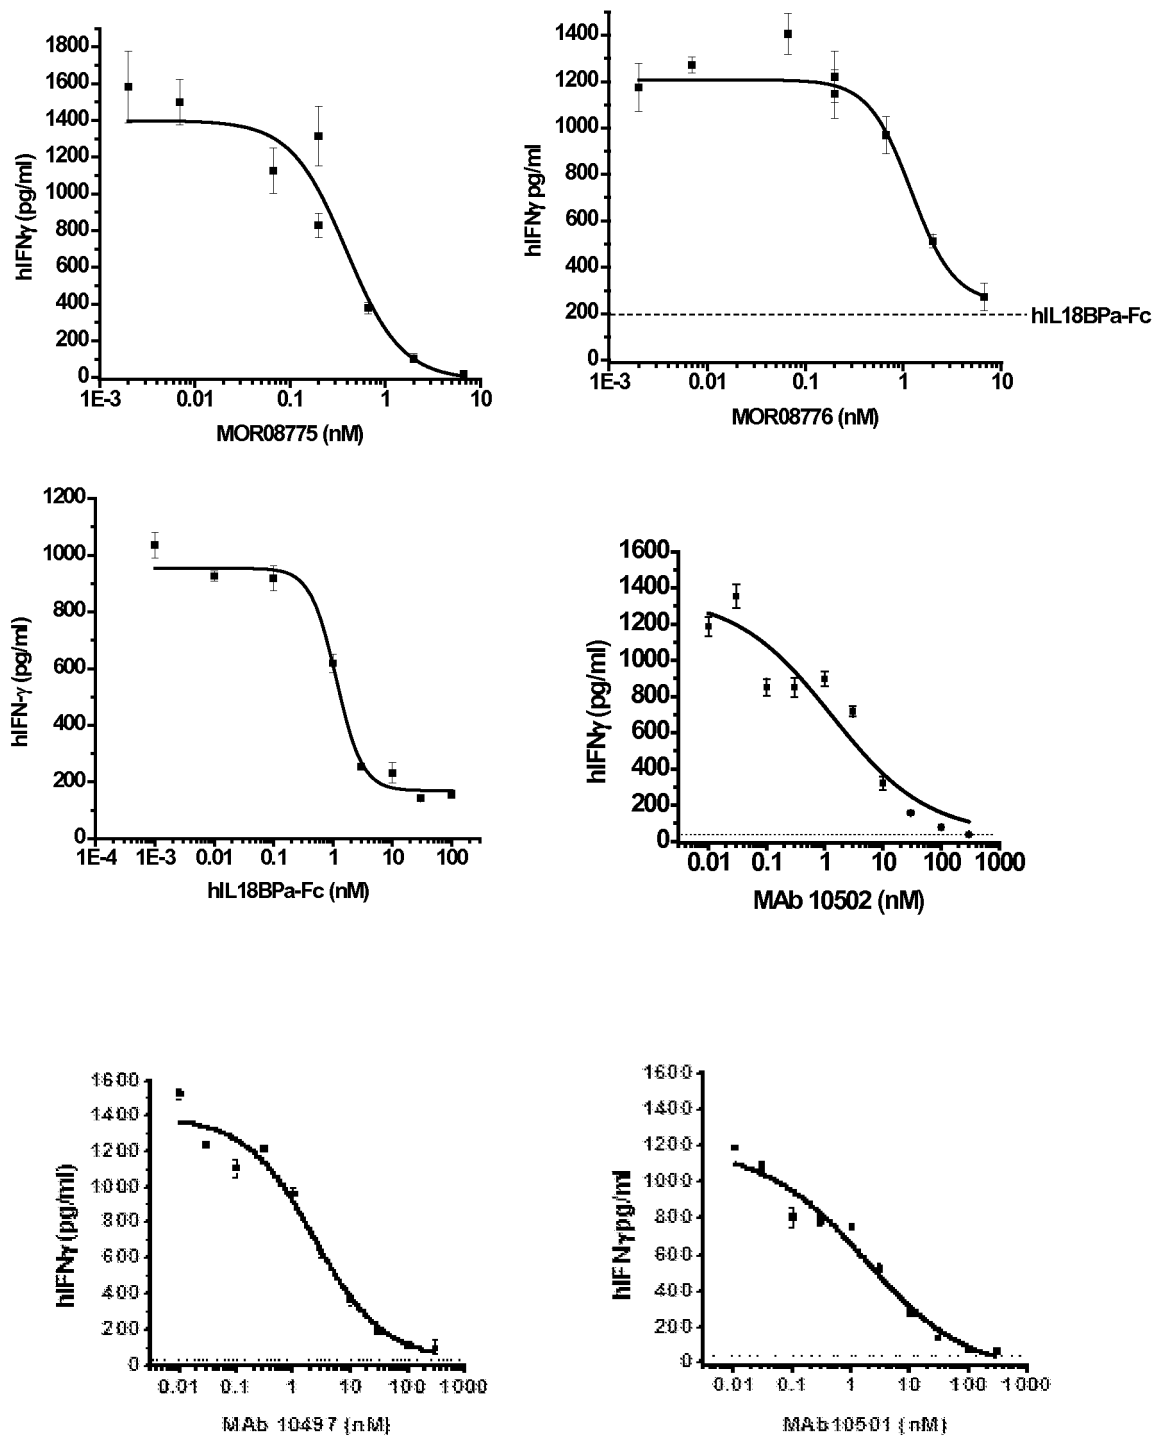 1800
1600
1400
1200
1000
800
600
400
200
0
hIFNγ (pg/ml)
1E-3 0.01 0.1 1 10
MOR08775 (nM)
1400
1200
1000
800
600
400
200
0
hIFNγ pg/ml
hIL18BPa-Fc
1E-3 0.01 0.1 1
MOR08776 (nM)
1200
1000
800
600
400
200
0
hIFN-γ (pg/ml)
1E-4 1E-3 0.01 0.1 1 10 100
hIL18BPa-Fc (nM)
1600
1400
1200
1000
800
600
400
200
0
hIFNγ (pg/ml)
0.01 0.1 1 10 100 1000
MAb 10502 (nM)
1600
1400
1200
1000
800
600
400
200
0
hIFNγ (pg/ml)
0.01 0.1 1 10 100 1000
MAb 10497 (nM)
1600
1400
1200
1000
800
600
400
200
0
hIFNγpg/ml
0.01 0.1 1 10 100 1000
MAb10501 (nM)